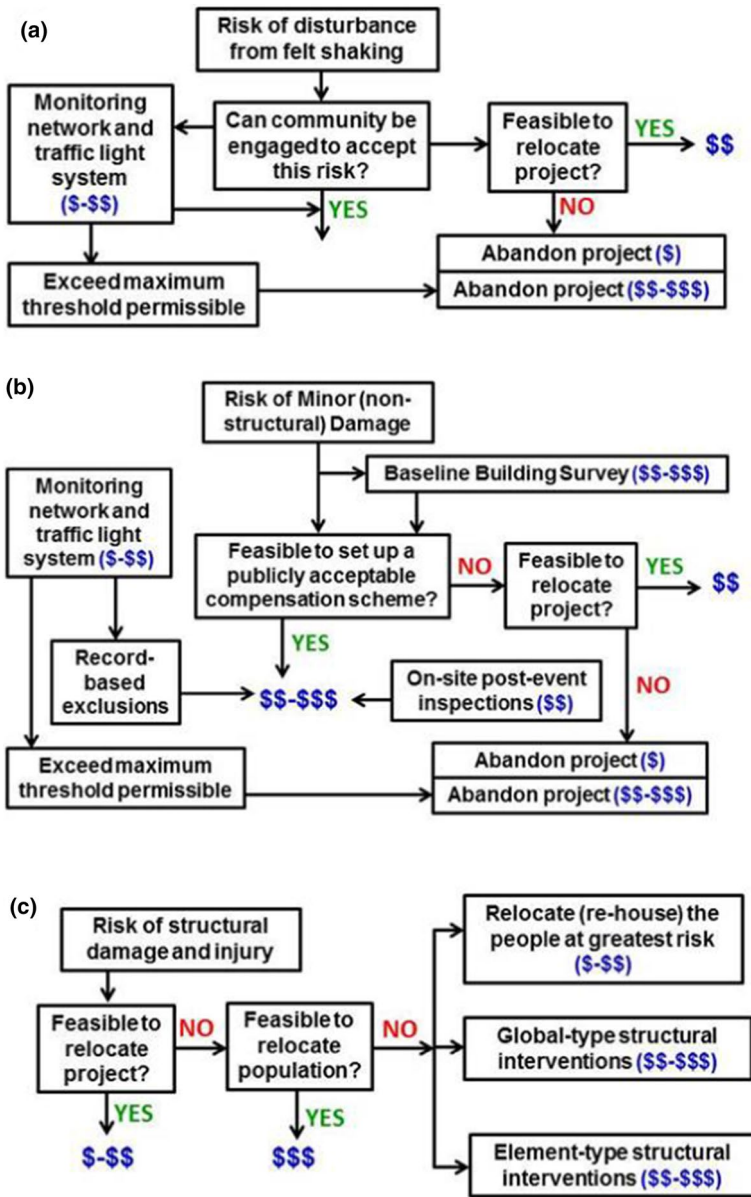 (a)
Risk of disturbance
from felt shaking
Monitoring
network and
traffic light
system
($-$$)
Can community be
engaged to accept
this risk?
YES
Feasible to
relocate
project?
YES
$$
NO
Exceed maximum
threshold permissible
Abandon project ($)
Abandon project ($$-$$$)
(b)
Risk of Minor (non-
structural) Damage
Baseline Building Survey ($$-$$$)
Monitoring
network and
traffic light
system ($-$$)
Feasible to set up a
publicly acceptable
compensation scheme?
NO
Feasible to
relocate
project?
YES
$$
YES
NO
Record-
based
exclusions
$$-$$$
On-site post-event
inspections ($$)
Exceed maximum
threshold permissible
Abandon project ($)
Abandon project ($$-$$$)
(c)
Risk of structural
damage and injury
Feasible to
relocate
project?
NO
Feasible to
relocate
population?
NO
YES
$-$$
YES
$$$
Relocate (re-house) the
people at greatest risk
($-$$)
Global-type structural
interventions ($$-$$$)
Element-type structural
interventions ($$-$$$)